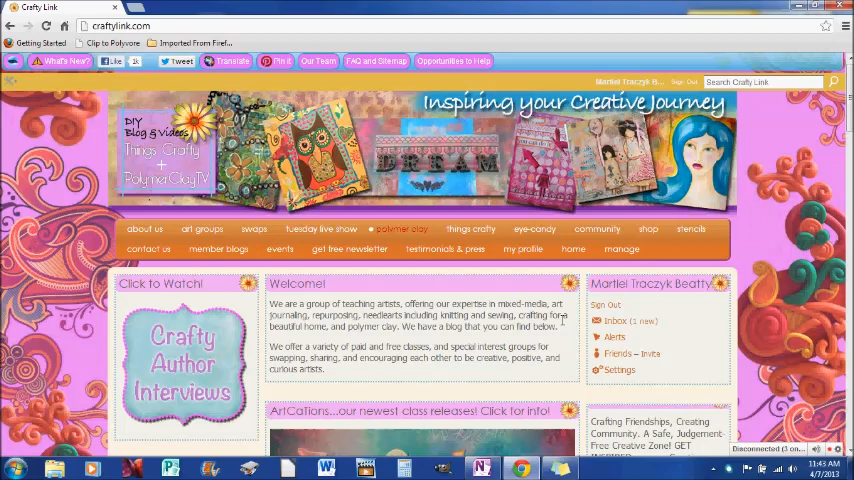 Crafty Link
craftylink.com
Getting Started Clip to Polyvore Imported From Firef...
What's New? Like 1k Tweet Translate Pin it Our Team FAQ and Sitemap Opportunities to Help
Martiel Traczyk B... Sign Out Search Crafty Link
Inspiring your Creative Journey
DIY
Blog & videos
Things Crafty
+
PolymerClayTV
DREAM
about us art groups swaps tuesday live show polymer clay things crafty eye-candy community shop stencils
contact us member blogs events get free newsletter testimonials & press my profile home manage
Click to Watch!
Crafty
Author
Interviews
Welcome!
We are a group of teaching artists, offering our expertise in mixed-media, art
journaling, repurposing, needlearts including knitting and sewing, crafting for a
beautiful home, and polymer clay. We have a blog that you can find below.
We offer a variety of paid and free classes, and special interest groups for
swapping, sharing, and encouraging each other to be creative, positive, and
curious artists.
ArtCations...our newest class releases! Click for info!
Martiel Traczyk Beatty
Sign Out
Inbox (1 new)
Alerts
Friends – Invite
Settings
Crafting Friendships, Creating
Community. A Safe, Judgement-
Free Creative Zone! GET
Disconnected (3 on...
11:43 AM
4/7/2013